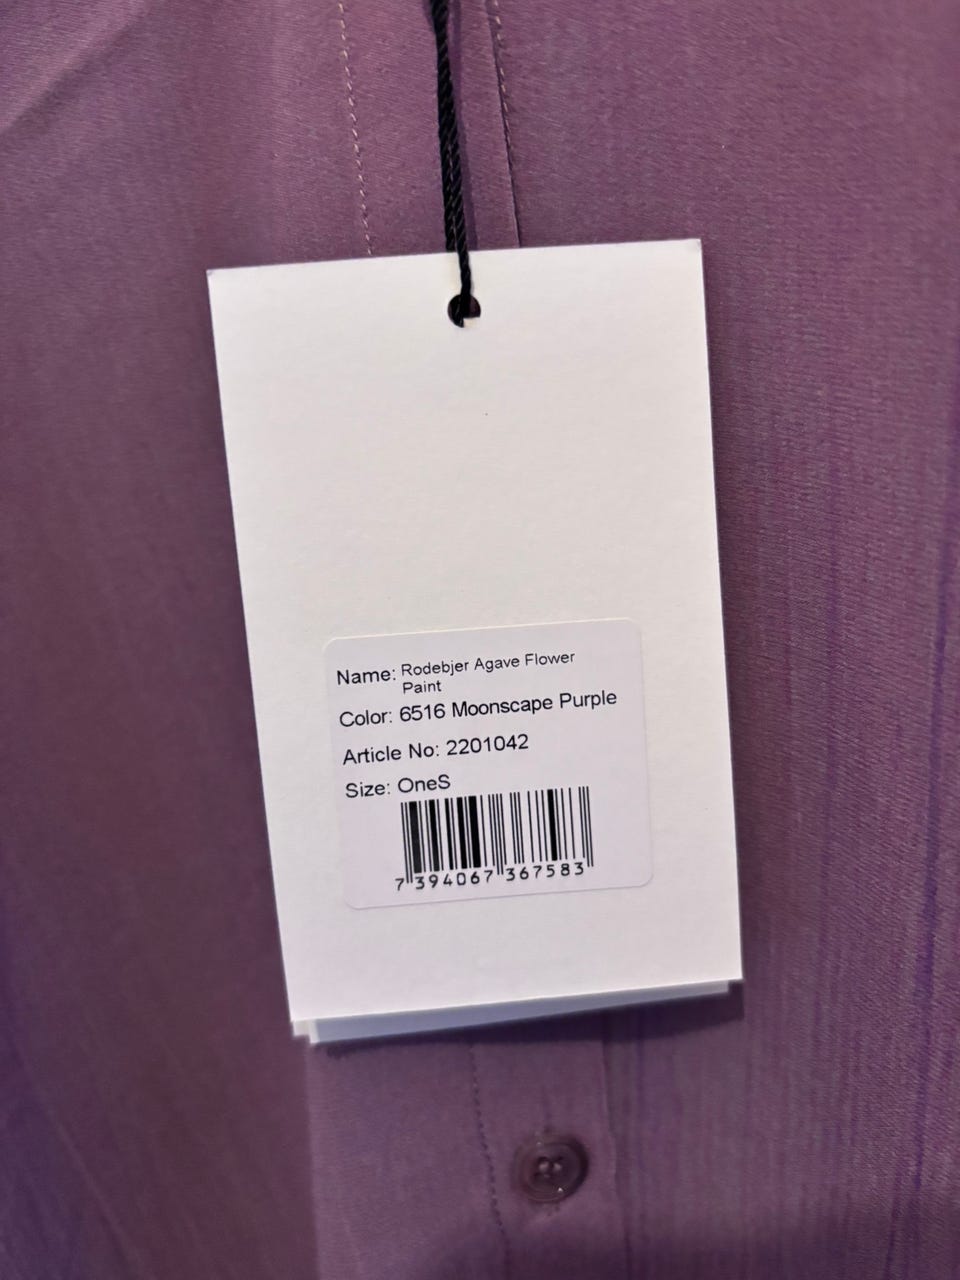 Name: Rodebjer Agave Flower
Paint
Color: 6516 Moonscape Purple
Article No: 2201042
Size: OneS
7 394067 367583